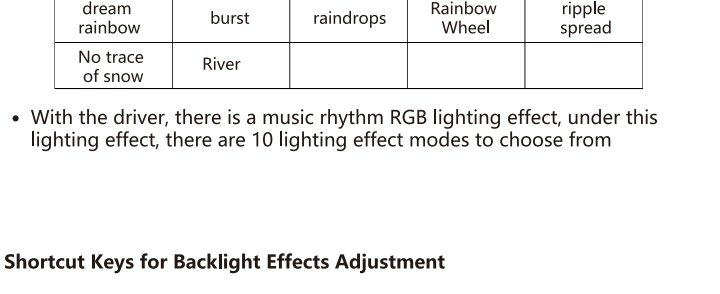 dream rainbow burst raindrops Rainbow Wheel ripple spread
No trace of snow River
• With the driver, there is a music rhythm RGB lighting effect, under this
lighting effect, there are 10 lighting effect modes to choose from
Shortcut Keys for Backlight Effects Adjustment